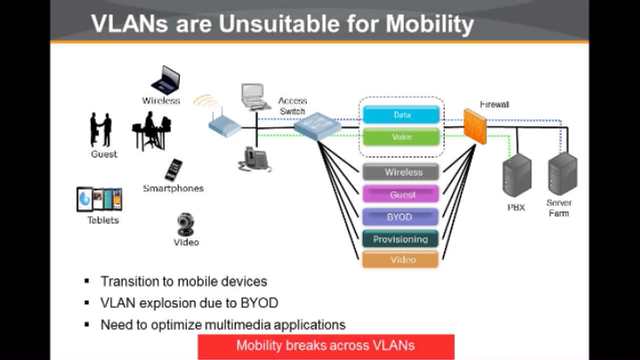 VLANs are Unsuitable for Mobility
Wireless
Access
Switch
Firewall
Data
Voice
Guest
Wireless
Smartphones
Guest
PBX
Server
Farm
Tablets
BYOD
Video
Provisioning
Video
Transition to mobile devices
VLAN explosion due to BYOD
Need to optimize multimedia applications
Mobility breaks across VLANs